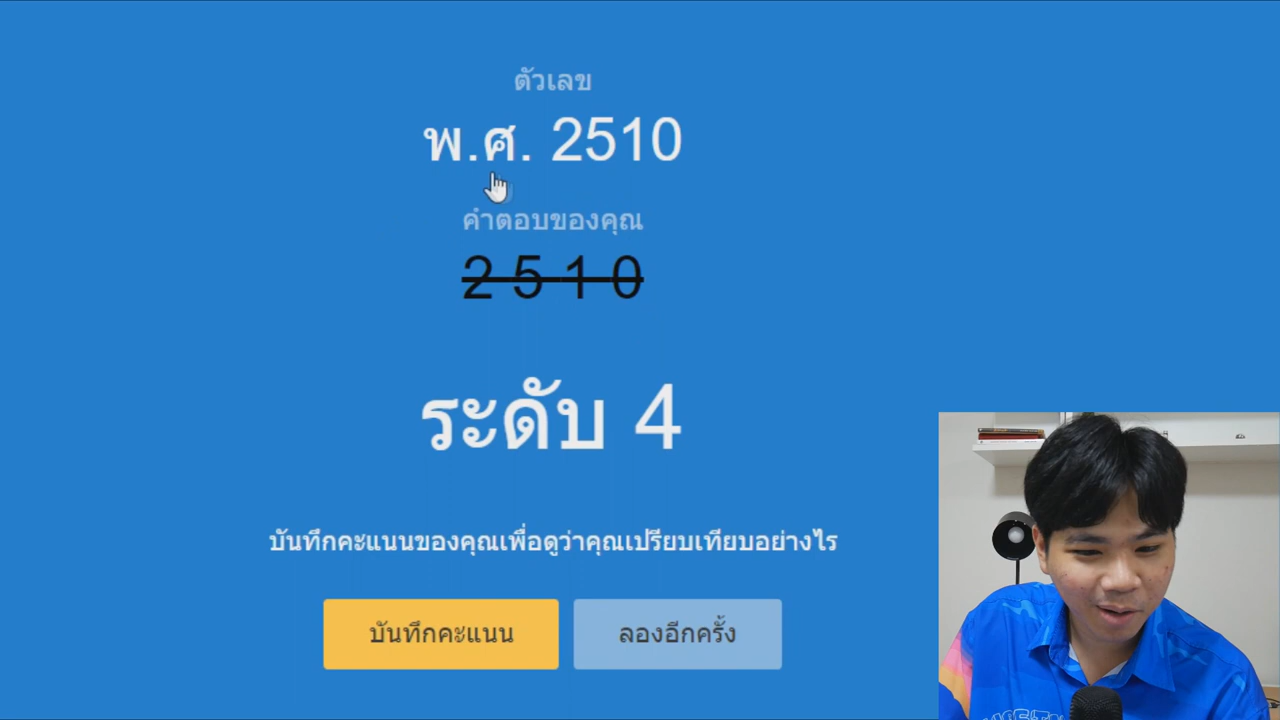 ตัวเลข
พ.ศ. 2510
คำตอบของคุณ
2510
ระดับ 4
บันทึกคะแนนของคุณเพื่อดูว่าคุณเปรียบเทียบอย่างไร
บันทึกคะแนน
ลองอีกครั้ง